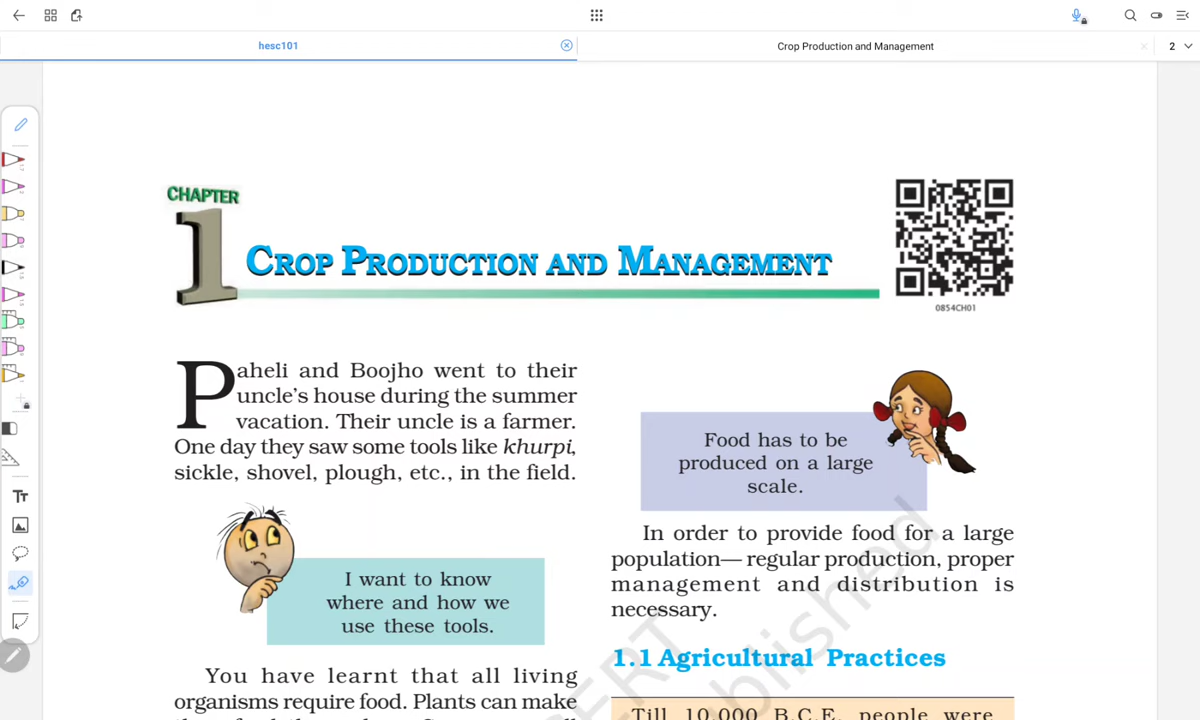 hesc101
Crop Production and Management
2
CHAPTER
1
CROP PRODUCTION AND MANAGEMENT
0854CH01
Paheli and Boojho went to their
uncle's house during the summer
vacation. Their uncle is a farmer.
One day they saw some tools like khurpi,
sickle, shovel, plough, etc., in the field.
I want to know
where and how we
use these tools.
You have learnt that all living
organisms require food. Plants can make
Food has to be
produced on a large
scale.
In order to provide food for a large
population— regular production, proper
management and distribution is
necessary.
1.1 Agricultural Practices
Till 10,000 B.C.E. people were
Tт